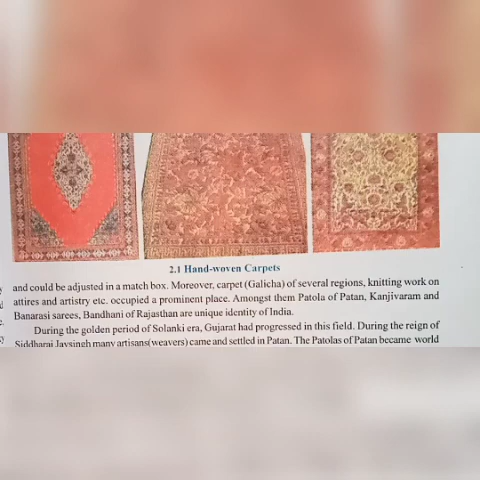 2.1 Hand-woven Carpets
and could be adjusted in a match box. Moreover, carpet (Galicha) of several regions, knitting work on
attires and artistry etc. occupied a prominent place. Amongst them Patola of Patan, Kanjivaram and
Banarasi sarees, Bandhani of Rajasthan are unique identity of India.
During the golden period of Solanki era, Gujarat had progressed in this field. During the reign of
Siddharaj Jaysingh many artisans(weavers) came and settled in Patan. The Patolas of Patan became world